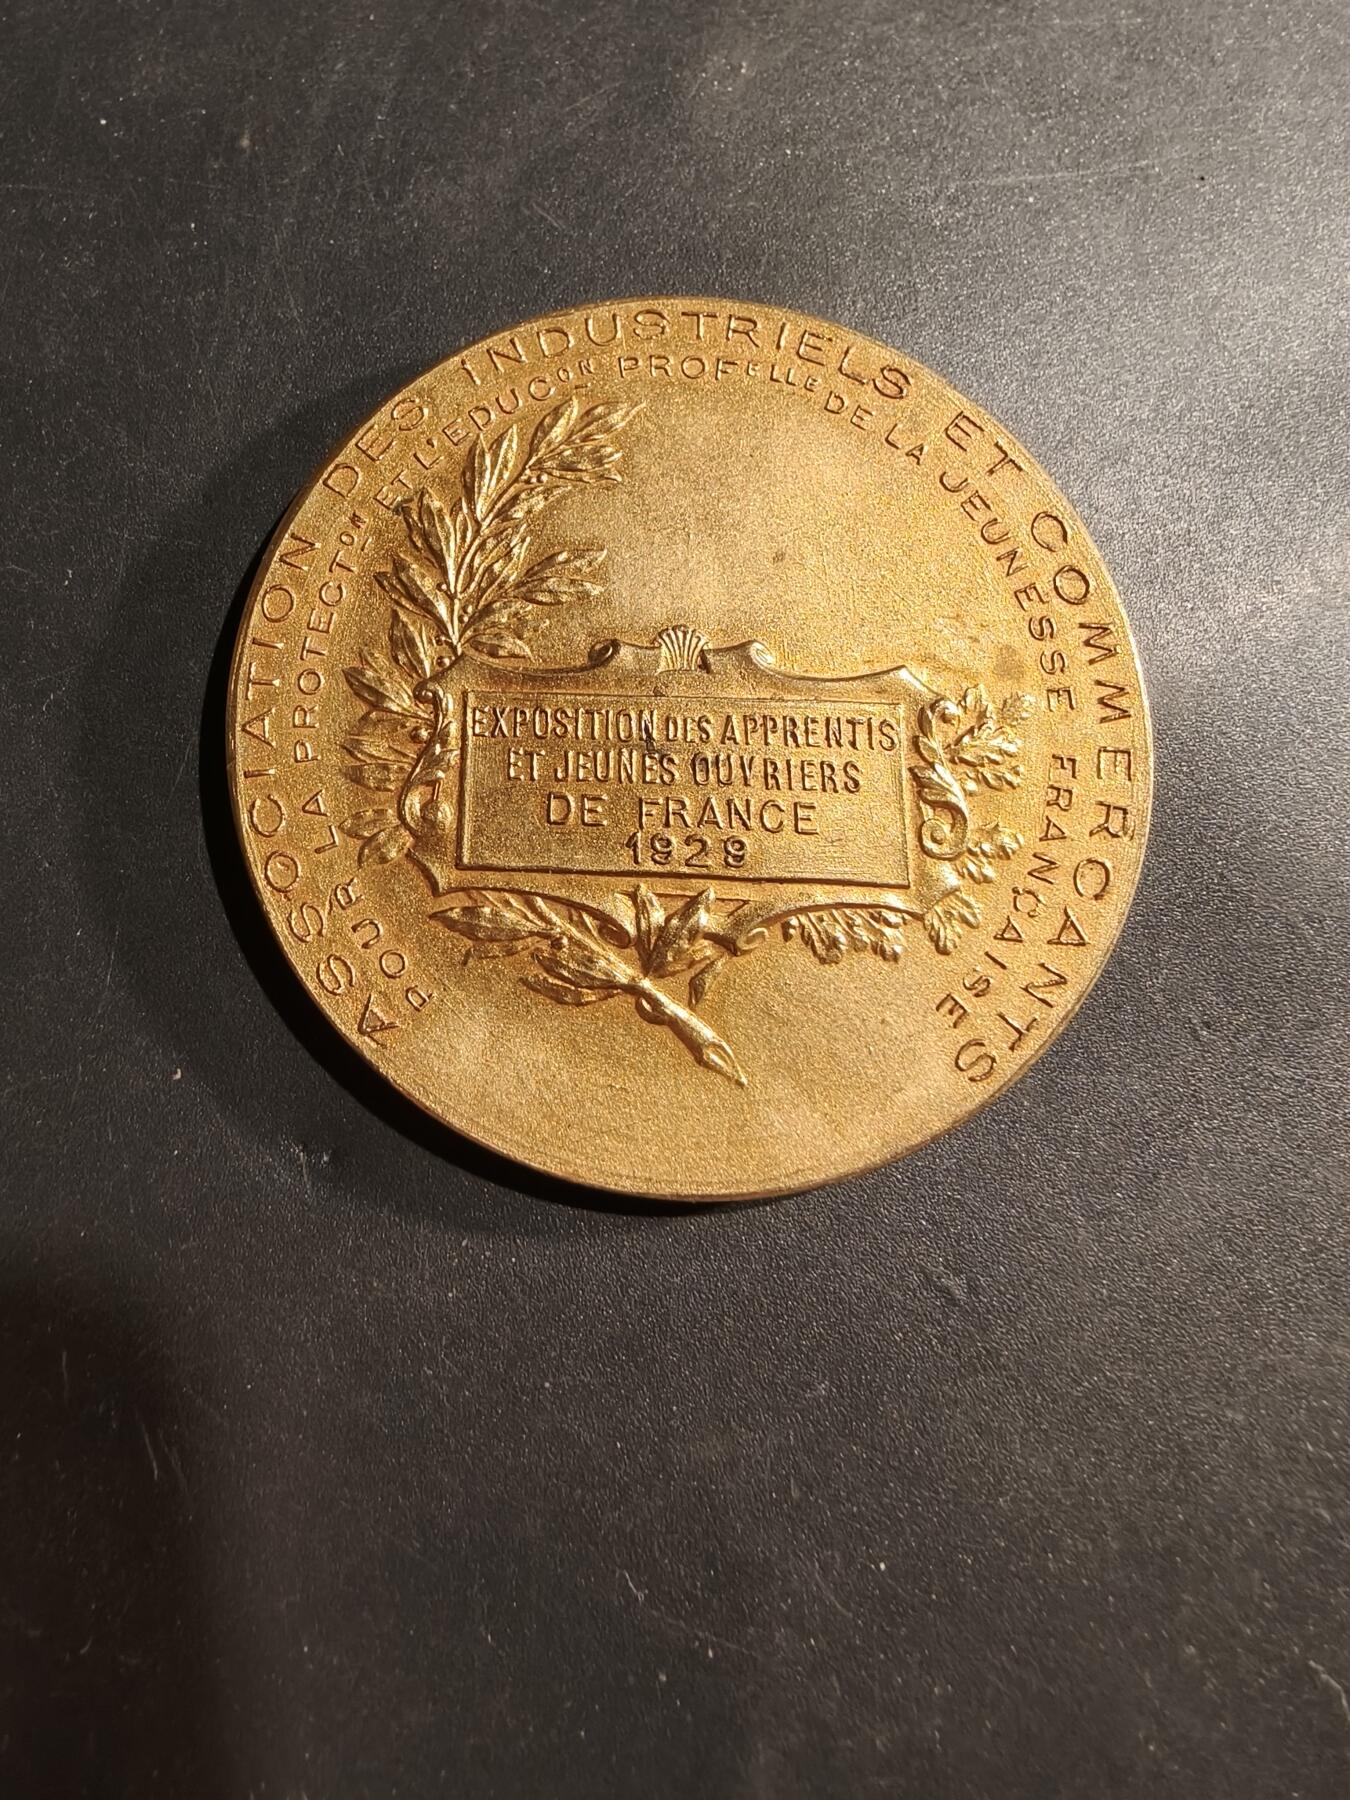 ASSOCIATION DES INDUSTRIELS ET COMMERÇANTS
POUR LA PROTECTON ET L'EDUCON PROFELLE DE LA JEUNESSE FRANÇAISE
EXPOSITION DES APPRENTIS
ET JEUNES OUVRIERS
DE FRANCE
1929